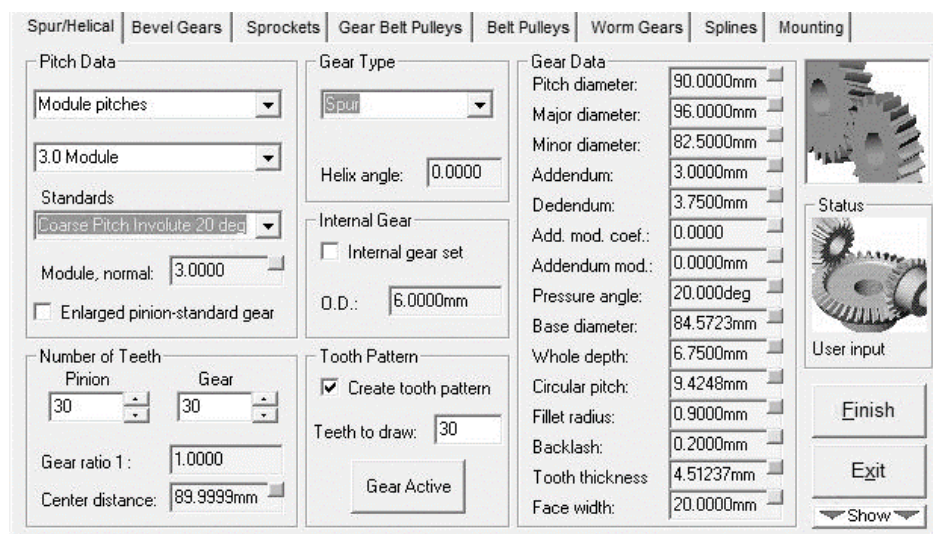 Spur/Helical Bevel Gears Sprockets Gear Belt Pulleys Belt Pulleys Worm Gears Splines Mounting
Pitch Data
Module pitches
3.0 Module
Standards
Coarse Pitch Involute 20 deg
Module, normal: 3.0000
Enlarged pinion-standard gear
Number of Teeth
Pinion Gear
30 30
Gear ratio 1 : 1.0000
Center distance: 89.9999mm
Gear Type
Spur
Helix angle: 0.0000
Internal Gear
Internal gear set
O.D.: 6.0000mm
Tooth Pattern
Create tooth pattern
Teeth to draw: 30
Gear Active
Gear Data
Pitch diameter: 90.0000mm
Major diameter: 96.0000mm
Minor diameter: 82.5000mm
Addendum: 3.0000mm
Dedendum: 3.7500mm
Add. mod. coef.: 0.0000
Addendum mod.: 0.0000mm
Pressure angle: 20.000deg
Base diameter: 84.5723mm
Whole depth: 6.7500mm
Circular pitch: 9.4248mm
Fillet radius: 0.9000mm
Backlash: 0.2000mm
Tooth thickness 4.51237mm
Face width: 20.0000mm
Status
User input
Finish
Exit
Show